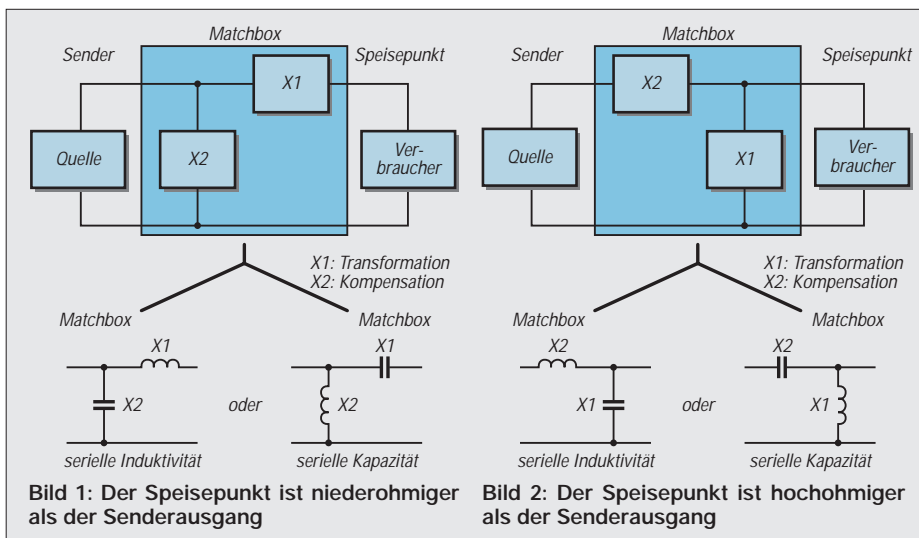 Matchbox
Sender
Speisepunkt
X1
Quelle
X2
Ver-
braucher
X1: Transformation
X2: Kompensation
Matchbox
Matchbox
X1
X2
oder
X1
X2
serielle Induktivität
serielle Kapazität
Bild 1: Der Speisepunkt ist niederohmiger
als der Senderausgang
Matchbox
Sender
Speisepunkt
X2
Quelle
X1
Ver-
braucher
X1: Transformation
X2: Kompensation
Matchbox
Matchbox
X2
X1
oder
X2
X1
serielle Induktivität
serielle Kapazität
Bild 2: Der Speisepunkt ist hochohmiger
als der Senderausgang